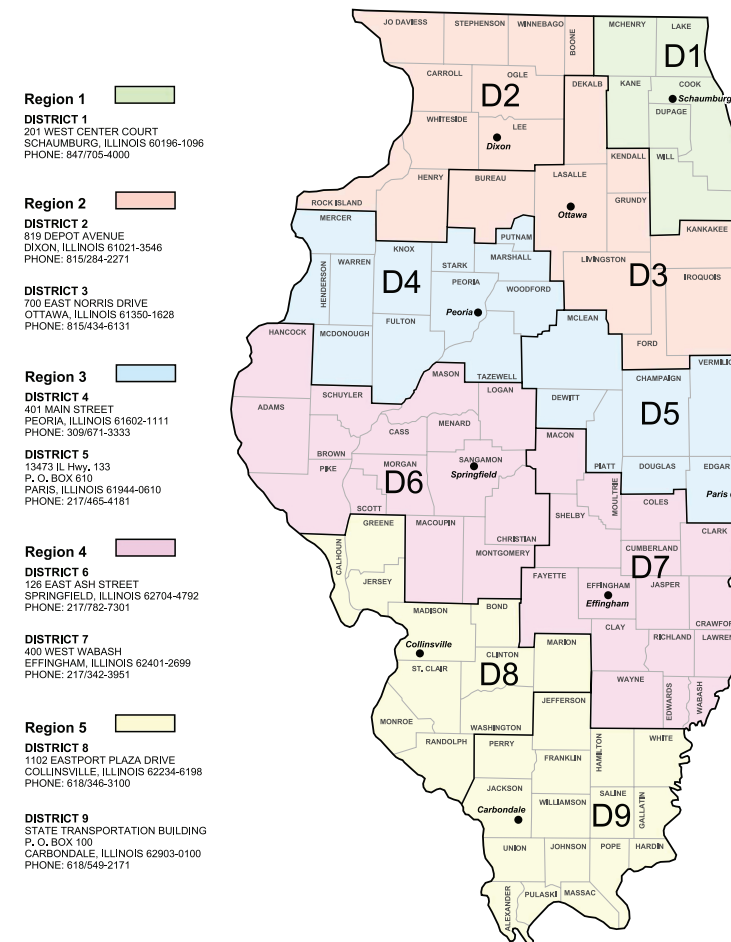 Region 1
DISTRICT 1
201 WEST CENTER COURT
SCHAUMBURG, ILLINOIS 60196-1096
PHONE: 847/705-4000
Region 2
DISTRICT 2
819 DEPOT AVENUE
DIXON, ILLINOIS 61021-3546
PHONE: 815/284-2271
DISTRICT 3
700 EAST NORRIS DRIVE
OTTAWA, ILLINOIS 61350-1628
PHONE: 815/434-6131
Region 3
DISTRICT 4
401 MAIN STREET
PEORIA, ILLINOIS 61602-1111
PHONE: 309/671-3333
DISTRICT 5
13473 IL Hwy. 133
P. O. BOX 610
PARIS, ILLINOIS 61944-0610
PHONE: 217/465-4181
Region 4
DISTRICT 6
126 EAST ASH STREET
SPRINGFIELD, ILLINOIS 62704-4792
PHONE: 217/782-7301
DISTRICT 7
400 WEST WABASH
EFFINGHAM, ILLINOIS 62401-2699
PHONE: 217/342-3951
Region 5
DISTRICT 8
1102 EASTPORT PLAZA DRIVE
COLLINSVILLE, ILLINOIS 62234-6198
PHONE: 618/346-3100
DISTRICT 9
STATE TRANSPORTATION BUILDING
P. O. BOX 100
CARBONDALE, ILLINOIS 62903-0100
PHONE: 618/549-2171
JO DAVIESS
STEPHENSON
WINNEBAGO
BOONE
MCHENRY
LAKE
D1
CARROLL
OGLE
D2
DEKALB
KANE
COOK
Schaumburg
DUPAGE
WHITESIDE
LEE
Dixon
KENDALL
WILL
HENRY
BUREAU
LASALLE
ROCK ISLAND
GRUNDY
Ottawa
MERCER
PUTNAM
KANKAKEE
KNOX
STARK
MARSHALL
LIVINGSTON
D3
IROQUOIS
HENDERSON
WARREN
D4
PEORIA
WOODFORD
Peoria
FULTON
MCLEAN
HANCOCK
MCDONOUGH
FORD
VERMILIO
MASON
TAZEWELL
CHAMPAIGN
SCHUYLER
LOGAN
DEWITT
ADAMS
D5
MENARD
CASS
MACON
BROWN
PIKE
MORGAN
SANGAMON
Springfield
D6
PIATT
DOUGLAS
EDGAR
MOULTRIE
Paris
COLES
SCOTT
GREENE
MACOUPIN
SHELBY
CHRISTIAN
CLARK
CALHOUN
MONTGOMERY
CUMBERLAND
D7
JERSEY
FAYETTE
EFFINGHAM
Effingham
JASPER
MADISON
BOND
CLAY
CRAWFOR
RICHLAND
LAWREN
Collinsville
MARION
CLINTON
ST. CLAIR
D8
WAYNE
EDWARDS
WABASH
JEFFERSON
MONROE
WASHINGTON
RANDOLPH
PERRY
HAMILTON
WHITE
FRANKLIN
JACKSON
SALINE
GALLATIN
WILLIAMSON
Carbondale
D9
UNION
JOHNSON
POPE
HARDIN
ALEXANDER
PULASKI
MASSAC